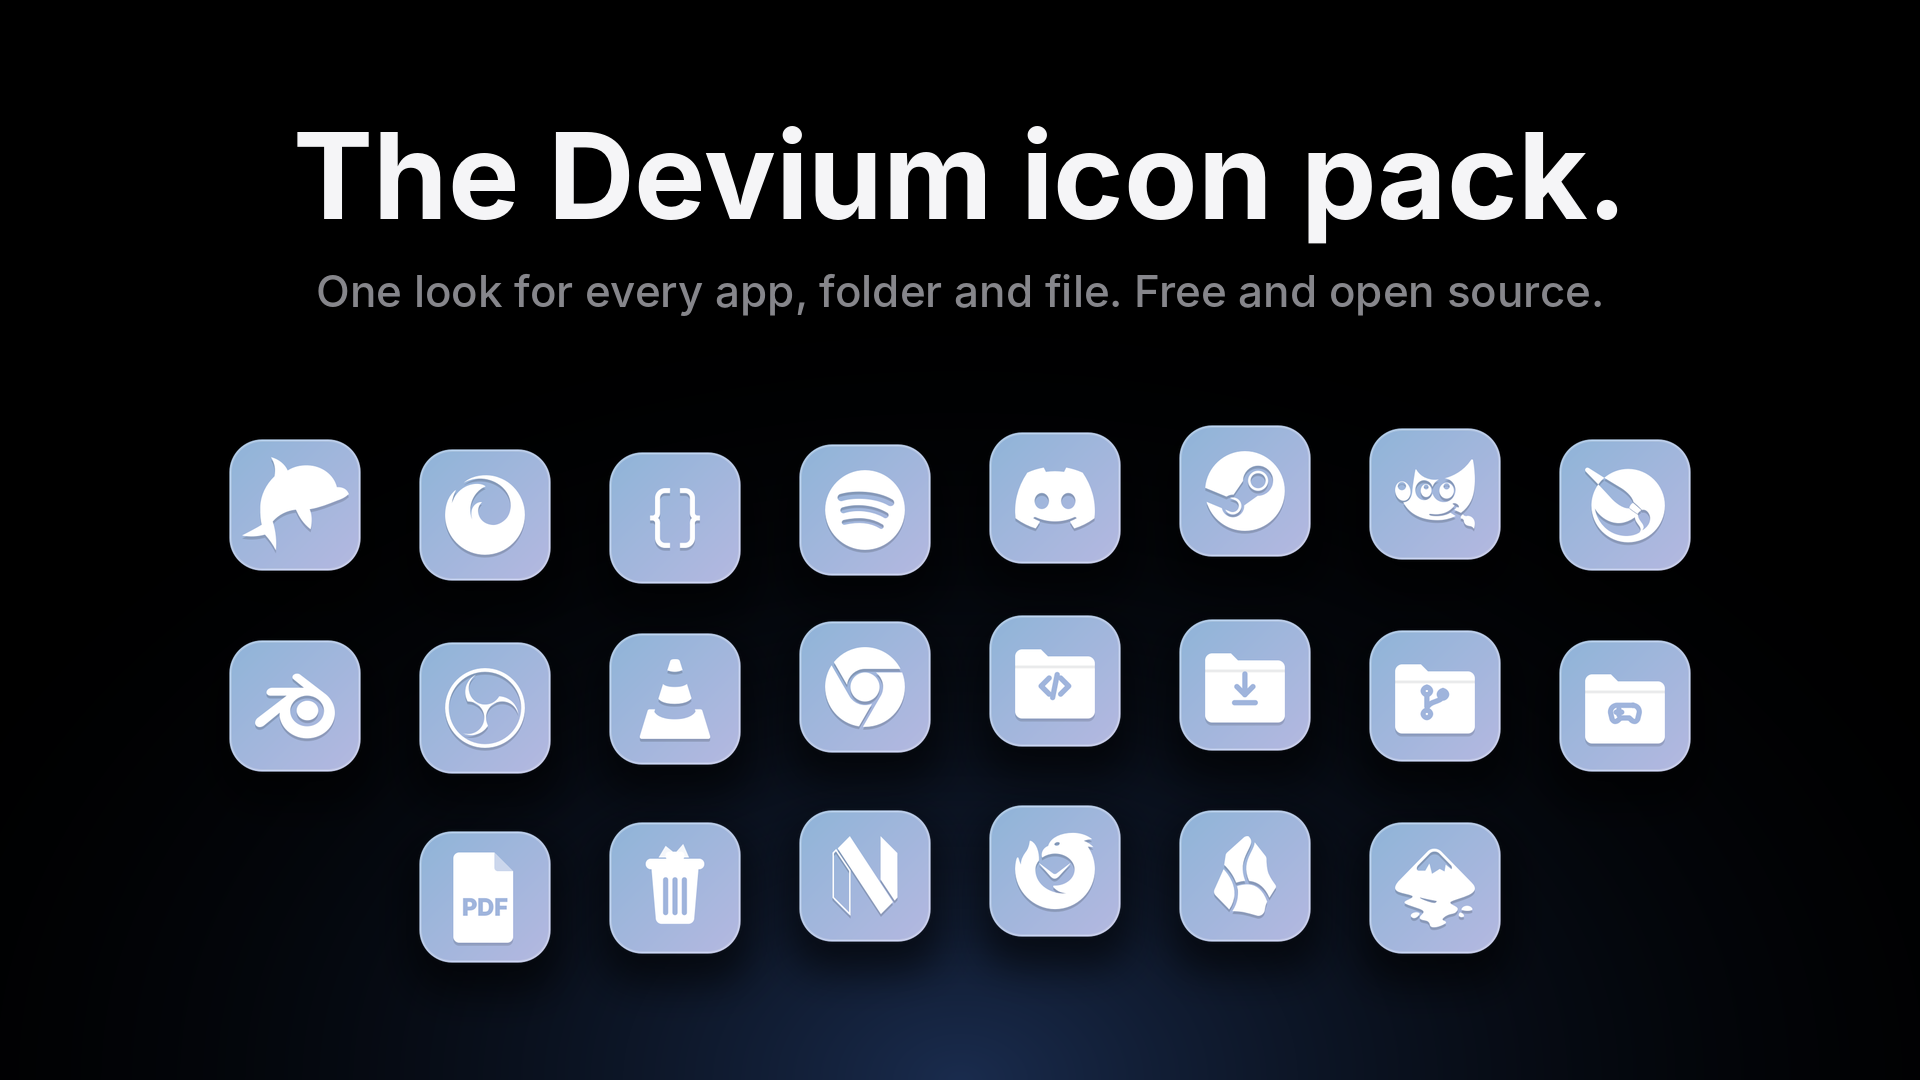 The Devium icon pack.
One look for every app, folder and file. Free and open source.
{ }
</>
PDF